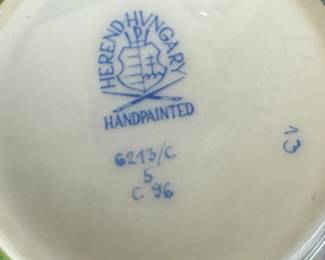 HEREND HUNGARY
HANDPAINTED
6213/C
5
C 96
13